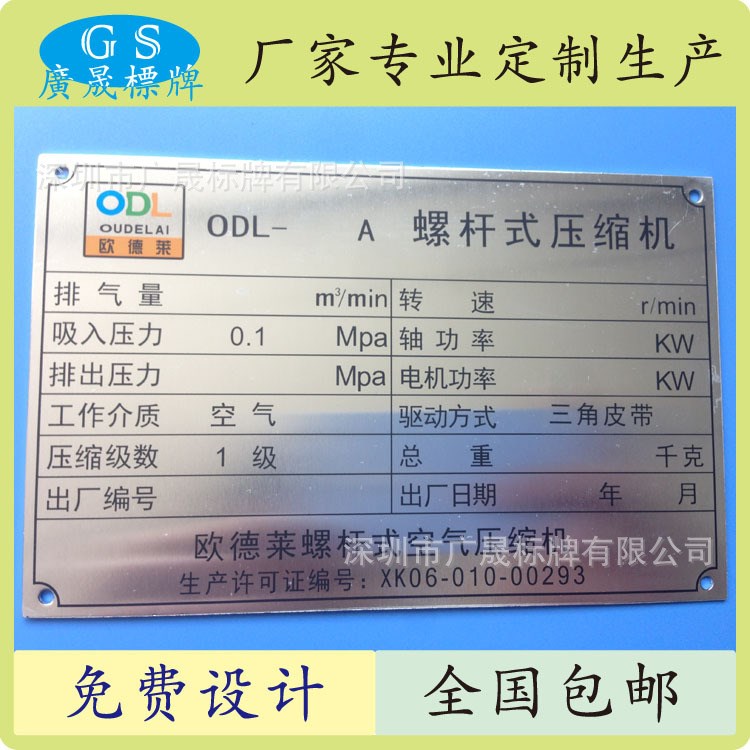 GS
廣晟標牌
厂家专业定制生产
深圳市广晟标牌有限公司
ODL
OUDELAI
欧德莱
ODL- A 螺杆式压缩机
排气量 m³/min 转速 r/min
吸入压力 0.1 Mpa 轴功率 KW
排出压力 Mpa 电机功率 KW
工作介质 空气 驱动方式 三角皮带
压缩级数 1级 总重 千克
出厂编号 出厂日期 年 月
欧德莱螺杆式空气压缩机
深圳市广晟标牌有限公司
生产许可证编号：XK06-010-00293
免费设计
全国包邮